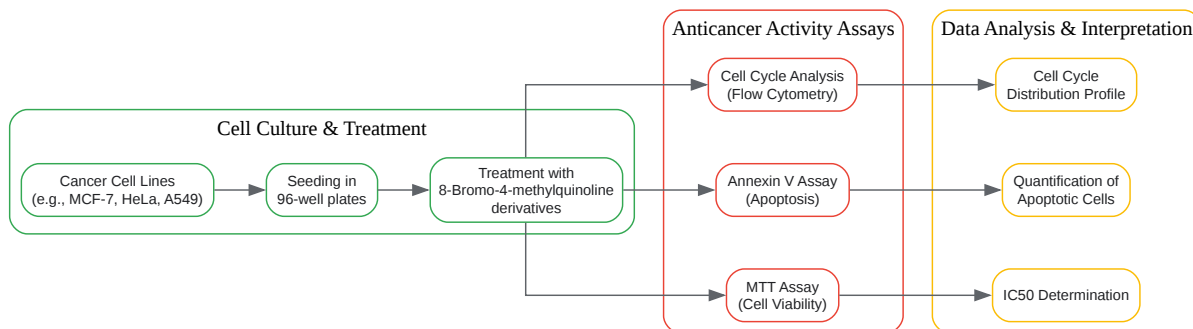 Anticancer Activity Assays
Data Analysis & Interpretation
Cell Cycle Analysis
(Flow Cytometry)
Cell Cycle
Distribution Profile
Cell Culture & Treatment
Cancer Cell Lines
(e.g., MCF-7, HeLa, A549)
Seeding in
96-well plates
Treatment with
8-Bromo-4-methylquinoline
derivatives
Annexin V Assay
(Apoptosis)
Quantification of
Apoptotic Cells
MTT Assay
(Cell Viability)
IC50 Determination